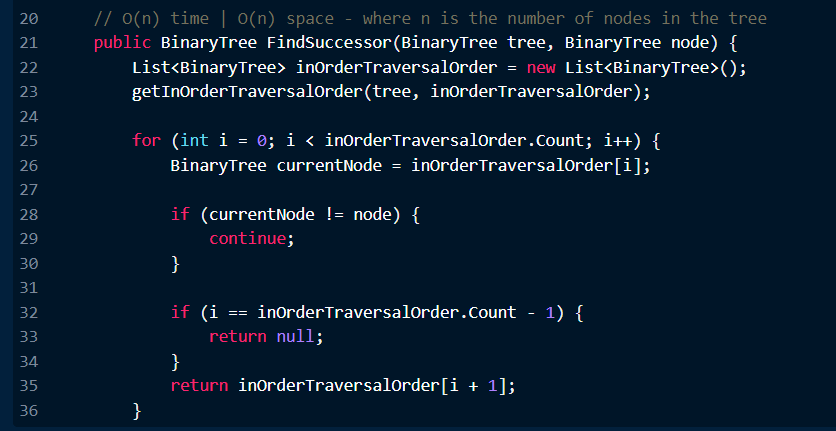 20 // O(n) time | O(n) space - where n is the number of nodes in the tree
21 public BinaryTree FindSuccessor(BinaryTree tree, BinaryTree node) {
22 List<BinaryTree> inOrderTraversalOrder = new List<BinaryTree>();
23 getInOrderTraversalOrder(tree, inOrderTraversalOrder);
24
25 for (int i = 0; i < inOrderTraversalOrder.Count; i++) {
26 BinaryTree currentNode = inOrderTraversalOrder[i];
27
28 if (currentNode != node) {
29 continue;
30 }
31
32 if (i == inOrderTraversalOrder.Count - 1) {
33 return null;
34 }
35 return inOrderTraversalOrder[i + 1];
36 }